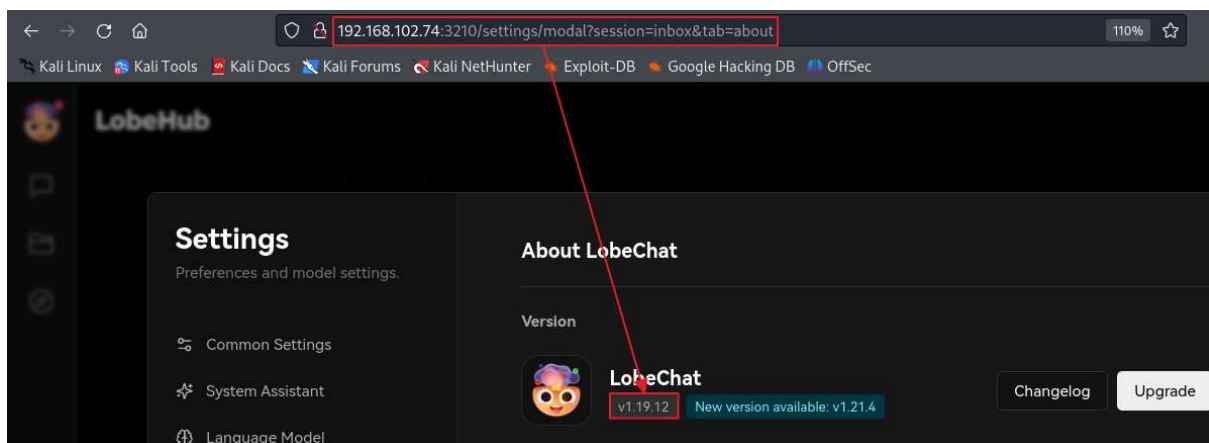 192.168.102.74:3210/settings/modal?session=inbox&tab=about
110%
Kali Linux Kali Tools Kali Docs Kali Forums Kali NetHunter Exploit-DB Google Hacking DB OffSec
LobeHub
Settings
Preferences and model settings.
Common Settings
System Assistant
Language Model
About LobeChat
Version
LobeChat
v1.19.12 New version available: v1.21.4
Changelog Upgrade